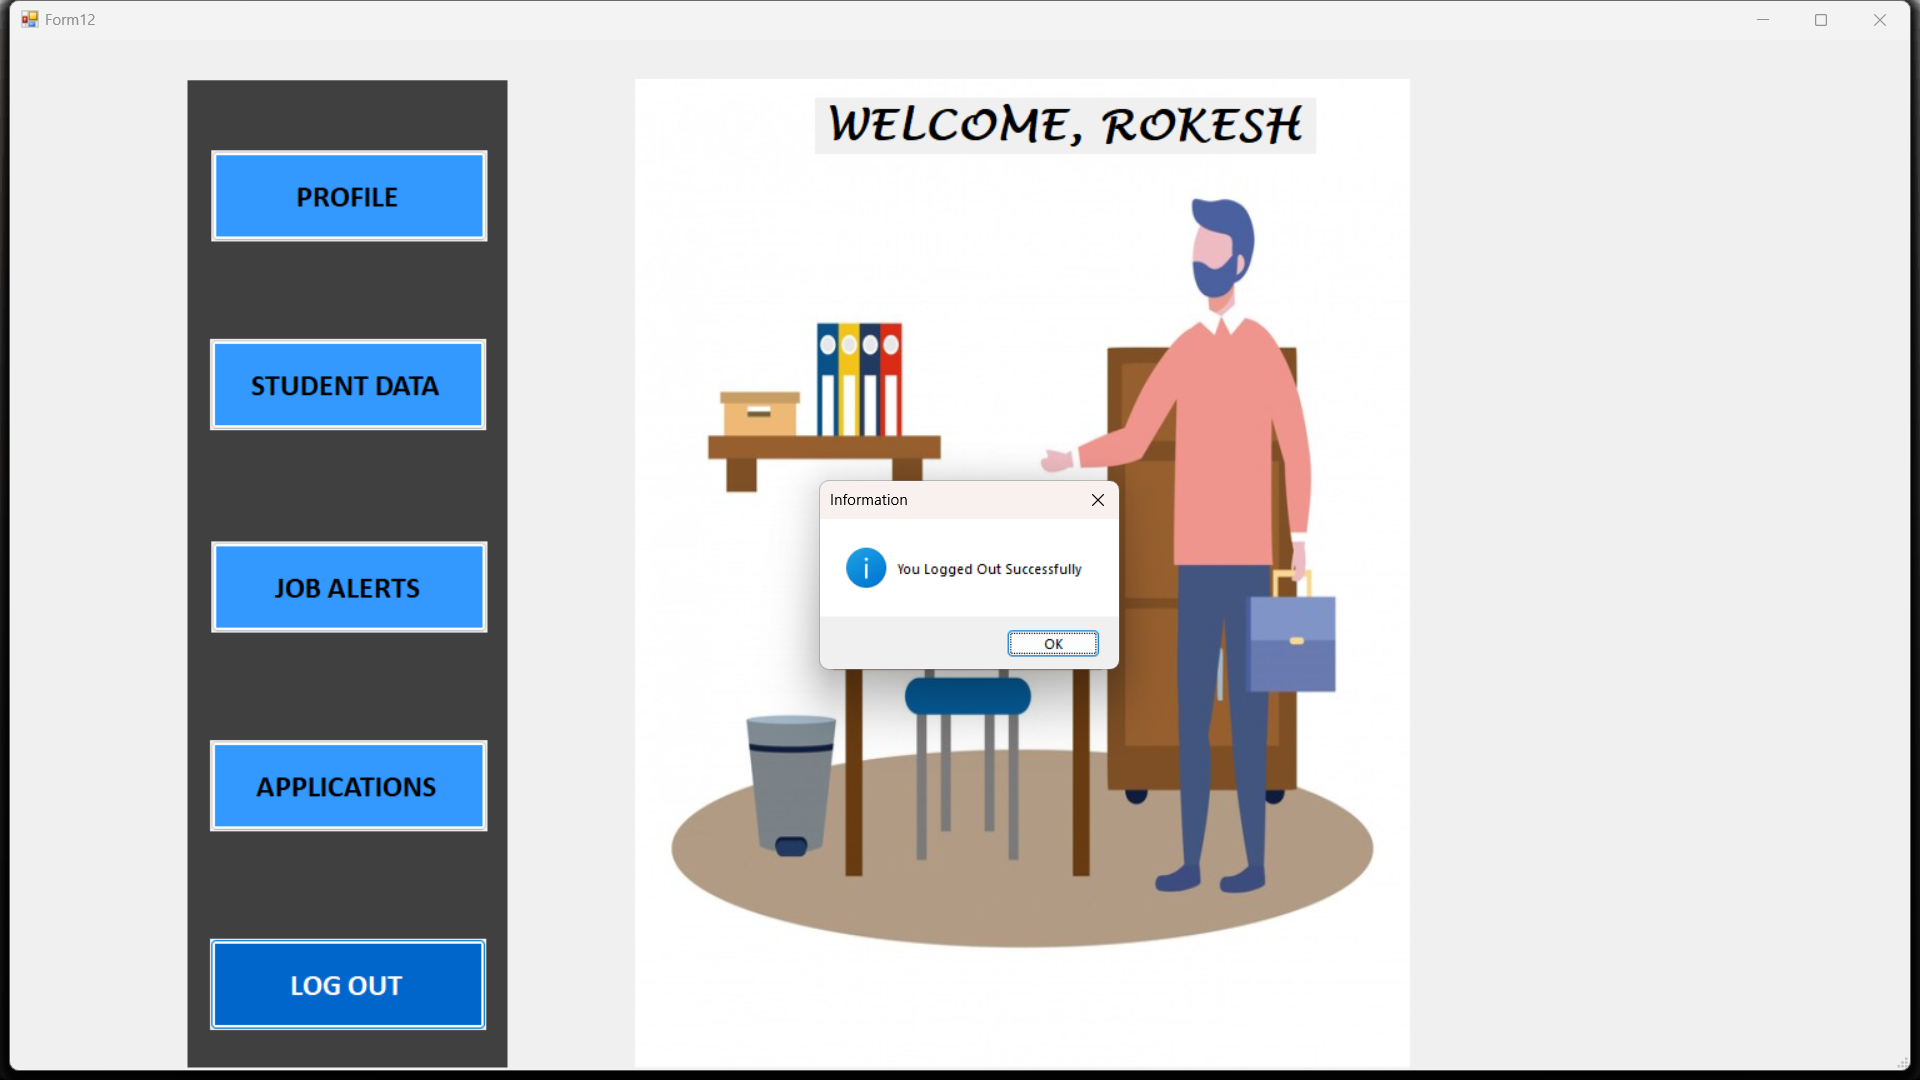 Form12
WELCOME, ROKESH
PROFILE
STUDENT DATA
JOB ALERTS
APPLICATIONS
LOG OUT
Information
You Logged Out Successfully
OK